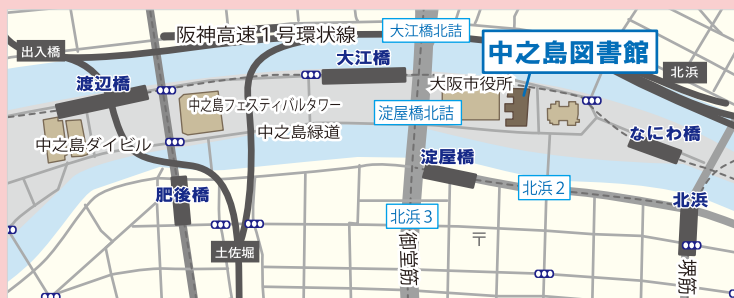 阪神高速1号環状線
大江橋北詰
中之島図書館
出入橋
大江橋
北浜
渡辺橋
大阪市役所
中之島フェスティバルタワー
淀屋橋北詰
中之島緑道
なにわ橋
中之島ダイビル
淀屋橋
北浜2
肥後橋
北浜
北浜3
土佐堀
御堂筋
〒
堺筋